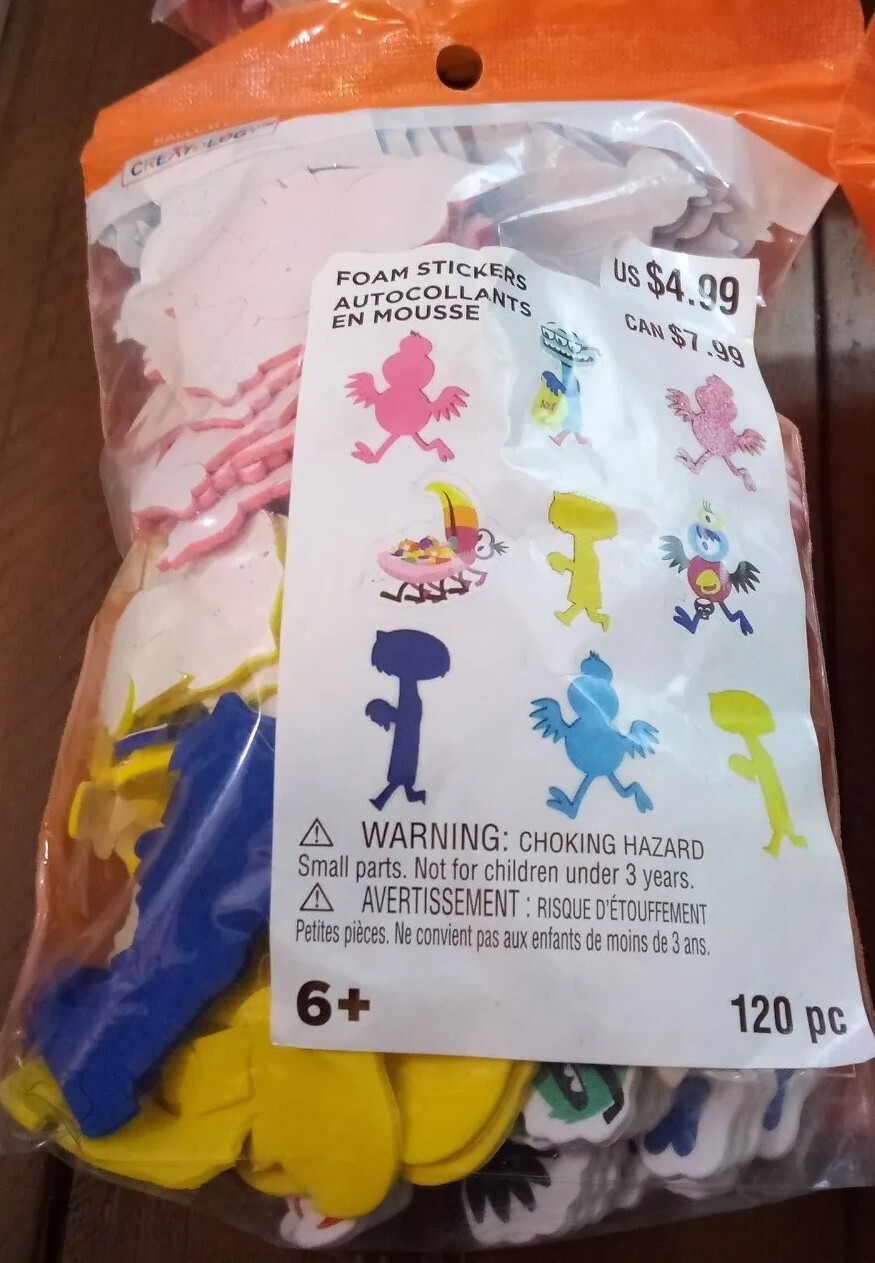 HALLOWEEN
CREATOLOGY™
FOAM STICKERS
AUTOCOLLANTS
EN MOUSSE
US $4.99
CAN $7.99
⚠ WARNING: CHOKING HAZARD
Small parts. Not for children under 3 years.
⚠ AVERTISSEMENT : RISQUE D'ÉTOUFFEMENT
Petites pièces. Ne convient pas aux enfants de moins de 3 ans.
6+
120 pc